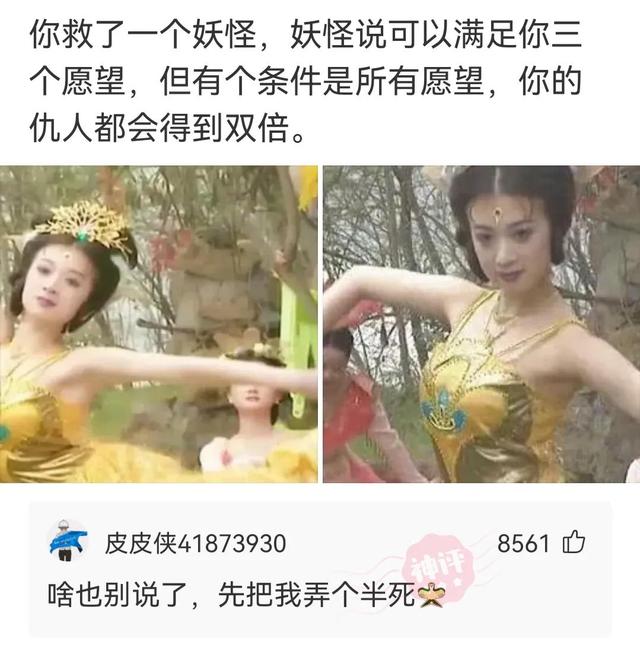 你救了一个妖怪，妖怪说可以满足你三
个愿望，但有个条件是所有愿望，你的
仇人都会得到双倍。
皮皮侠41873930
8561
神评
啥也别说了，先把我弄个半死